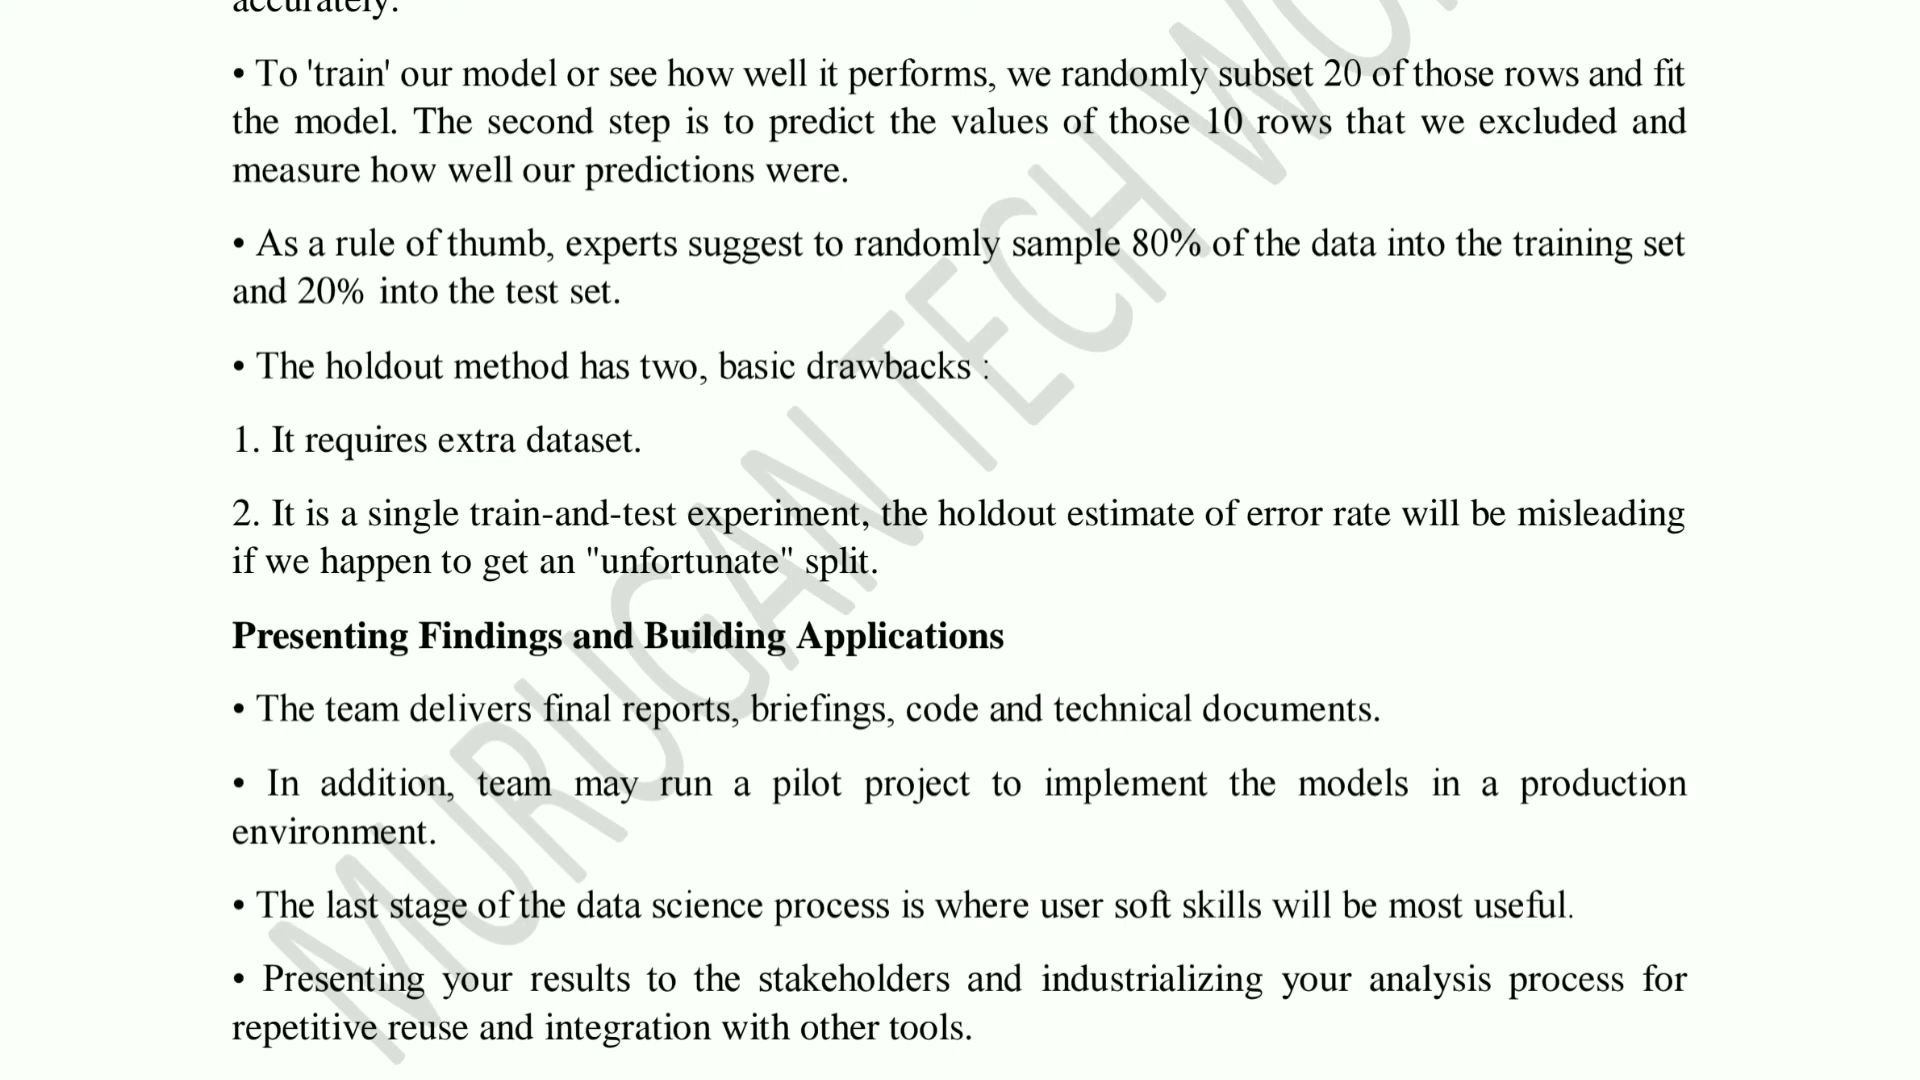 accurately.
• To 'train' our model or see how well it performs, we randomly subset 20 of those rows and fit
the model. The second step is to predict the values of those 10 rows that we excluded and
measure how well our predictions were.
• As a rule of thumb, experts suggest to randomly sample 80% of the data into the training set
and 20% into the test set.
• The holdout method has two, basic drawbacks :
1. It requires extra dataset.
2. It is a single train-and-test experiment, the holdout estimate of error rate will be misleading
if we happen to get an "unfortunate" split.
Presenting Findings and Building Applications
• The team delivers final reports, briefings, code and technical documents.
• In addition, team may run a pilot project to implement the models in a production
environment.
• The last stage of the data science process is where user soft skills will be most useful.
• Presenting your results to the stakeholders and industrializing your analysis process for
repetitive reuse and integration with other tools.
MURUGAN TECH